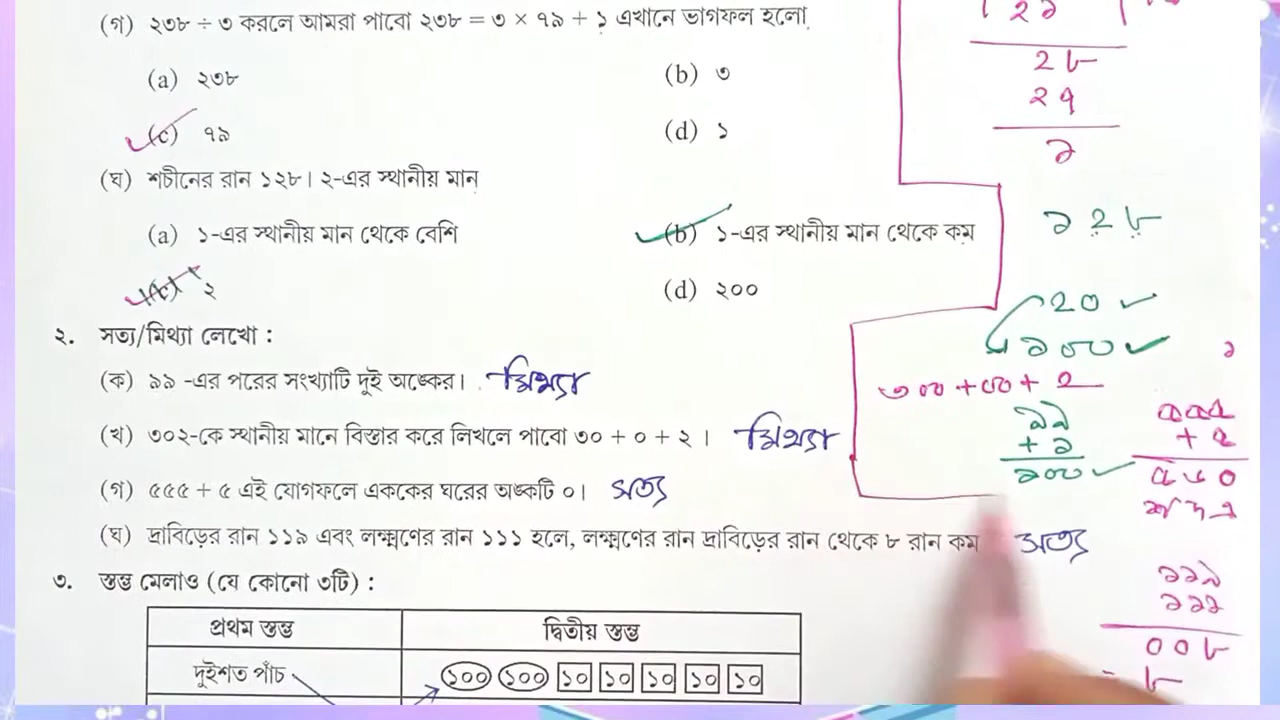 (গ) ২৩৮ ÷ ৩ করলে আমরা পাবো ২৩৮ = ৩ × ৭৯ + ১ এখানে ভাগফল হলো
(a) ২৩৮ (b) ৩
(c) ৭৯ (d) ১
(ঘ) শচীনের রান ১২৮। ২-এর স্থানীয় মান
(a) ১-এর স্থানীয় মান থেকে বেশি (b) ১-এর স্থানীয় মান থেকে কম
(c) ২ (d) ২০০
২. সত্য/মিথ্যা লেখো :
(ক) ৯৯ -এর পরের সংখ্যাটি দুই অঙ্কের। মিথ্যা
(খ) ৩০২-কে স্থানীয় মানে বিস্তার করে লিখলে পাবো ৩০ + ০ + ২ । মিথ্যা
(গ) ৫৫৫ + ৫ এই যোগফলে এককের ঘরের অঙ্কটি ০। সত্য
(ঘ) দ্রাবিড়ের রান ১১৯ এবং লক্ষ্মণের রান ১১১ হলে, লক্ষ্মণের রান দ্রাবিড়ের রান থেকে ৮ রান কম সত্য
৩. স্তম্ভ মেলাও (যে কোনো ৩টি) :
প্রথম স্তম্ভ দ্বিতীয় স্তম্ভ
দুইশত পাঁচ ১০০ ১০০ ১০ ১০ ১০ ১০ ১০
২৮
২৭
১
১২৮
২০
১০০
৩০০ + ০০ + ২
৯৯
+ ১
১০০
৫৫৫
+ ৫
৫৬০
১১৯
১১১
০০৮
= ৮